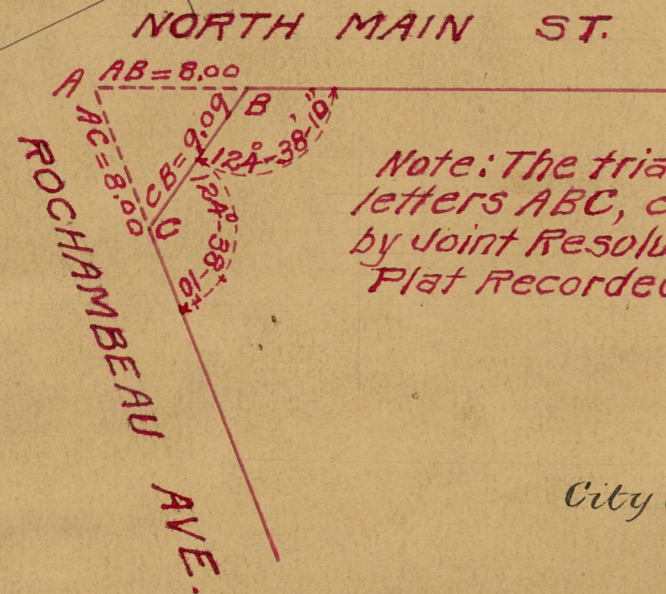 NORTH MAIN ST.
A
AB=8.00
B
AC=8.00
CB=9.09
C
124°-38'-10"
124°-38'-10"
ROCHAMBEAU AVE.
Note: The tria
letters ABC,
by Joint Resolu
Plat Recorded
City